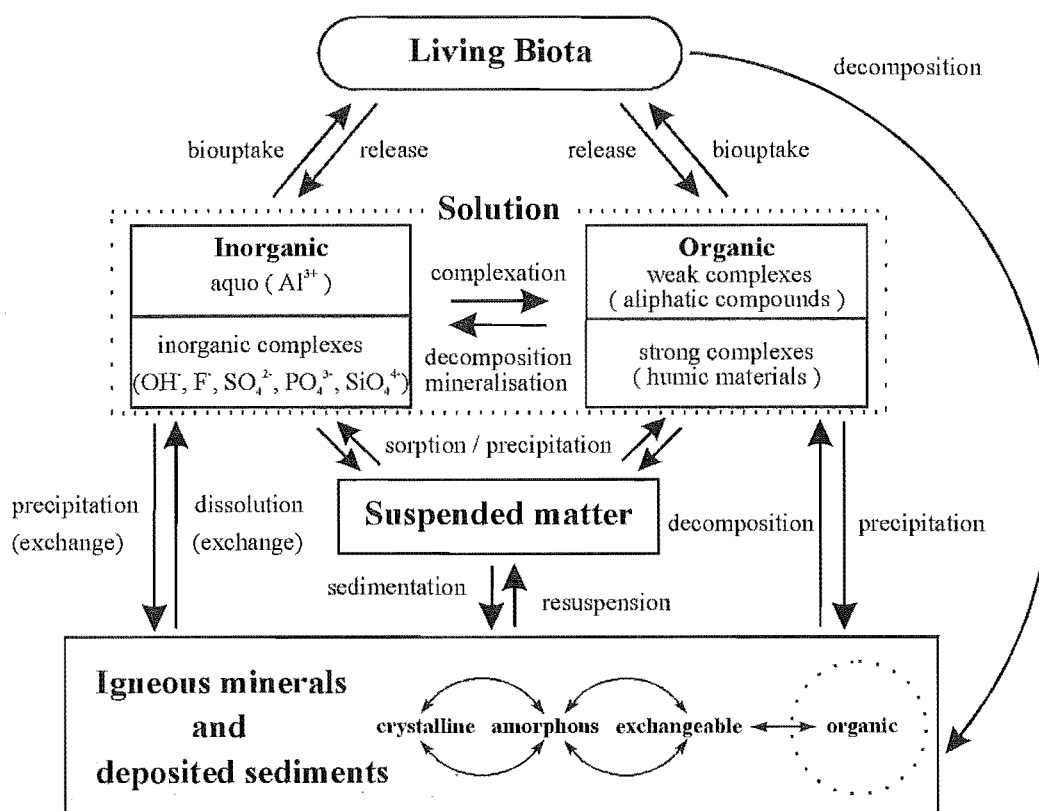 Living Biota
decomposition
biouptake
release
release
biouptake
Solution
Inorganic
aquo ( Al³⁺ )
inorganic complexes
(OH⁻, F⁻, SO₄²⁻, PO₄³⁻, SiO₄⁴⁻)
complexation
decomposition
mineralisation
Organic
weak complexes
( aliphatic compounds )
strong complexes
( humic materials )
sorption / precipitation
precipitation
(exchange)
dissolution
(exchange)
Suspended matter
decomposition
precipitation
sedimentation
resuspension
Igneous minerals
and
deposited sediments
crystalline amorphons exchangeable organic